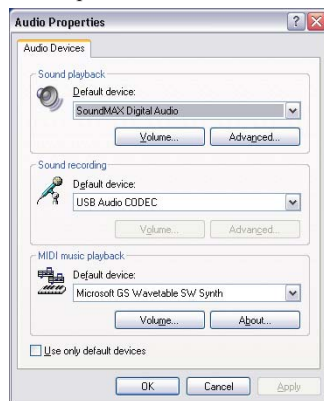 Audio Properties
Audio Devices
Sound playback
Default device:
SoundMAX Digital Audio
Volume... Advanced...
Sound recording
Default device:
USB Audio CODEC
Volume... Advanced...
MIDI music playback
Default device:
Microsoft GS Wavetable SW Synth
Volume... About...
Use only default devices
OK Cancel Apply